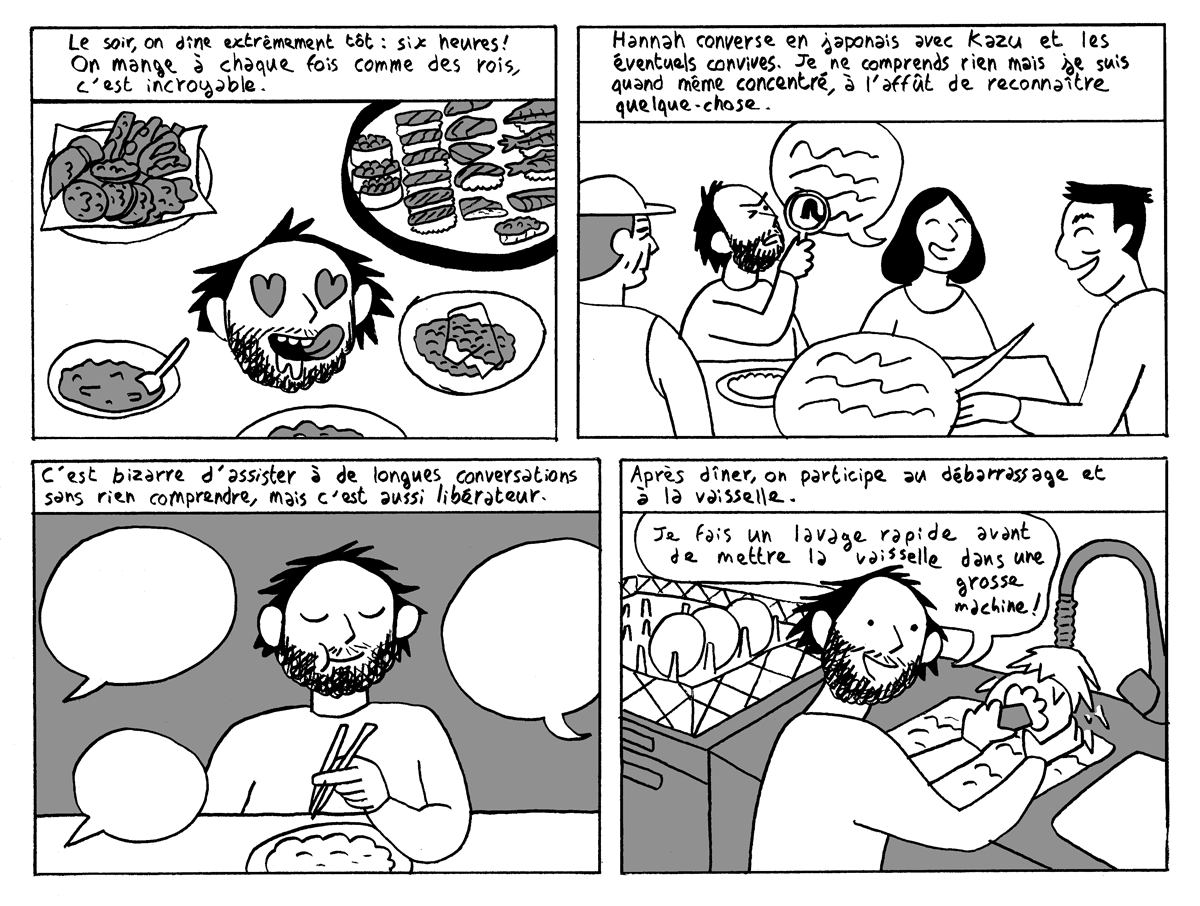 Le soir, on dîne extrêmement tôt : six heures!
On mange à chaque fois comme des rois,
c'est incroyable.
Hannah converse en japonais avec Kazu et les
éventuels convives. Je ne comprends rien mais je suis
quand même concentré, à l'affût de reconnaître
quelque-chose.
C'est bizarre d'assister à de longues conversations
sans rien comprendre, mais c'est aussi libérateur.
Après dîner, on participe au débarrassage et
à la vaisselle.
Je fais un lavage rapide avant
de mettre la vaisselle dans une
grosse
machine!